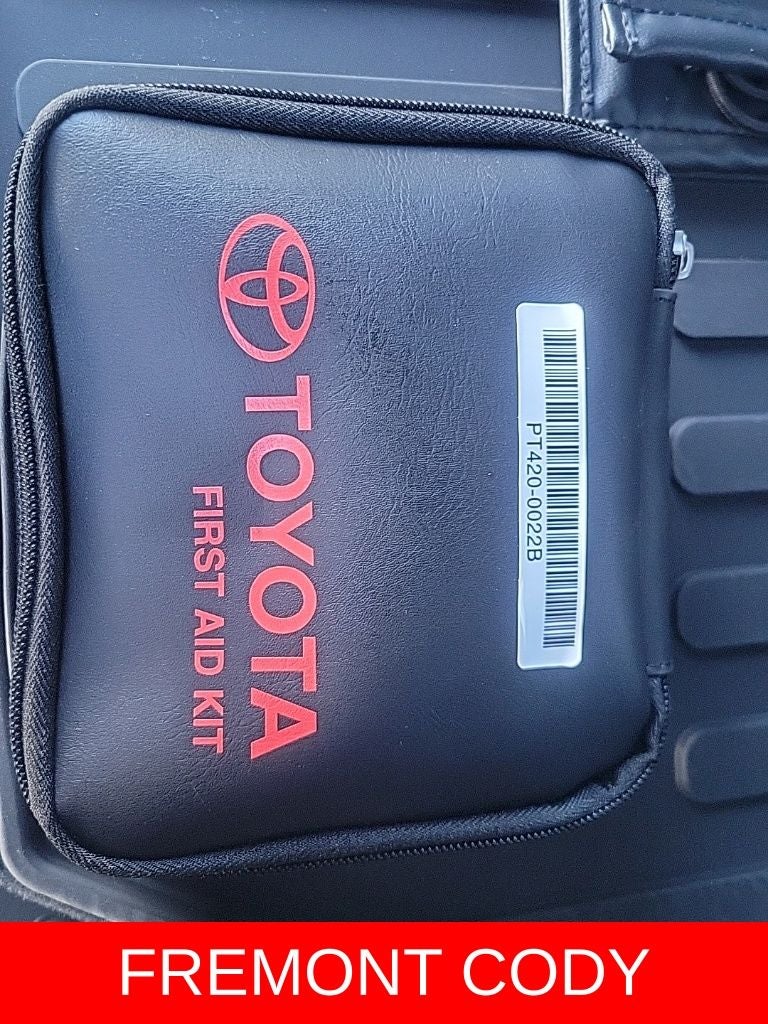 TOYOTA
FIRST AID KIT
PT420-0022B
FREMONT CODY